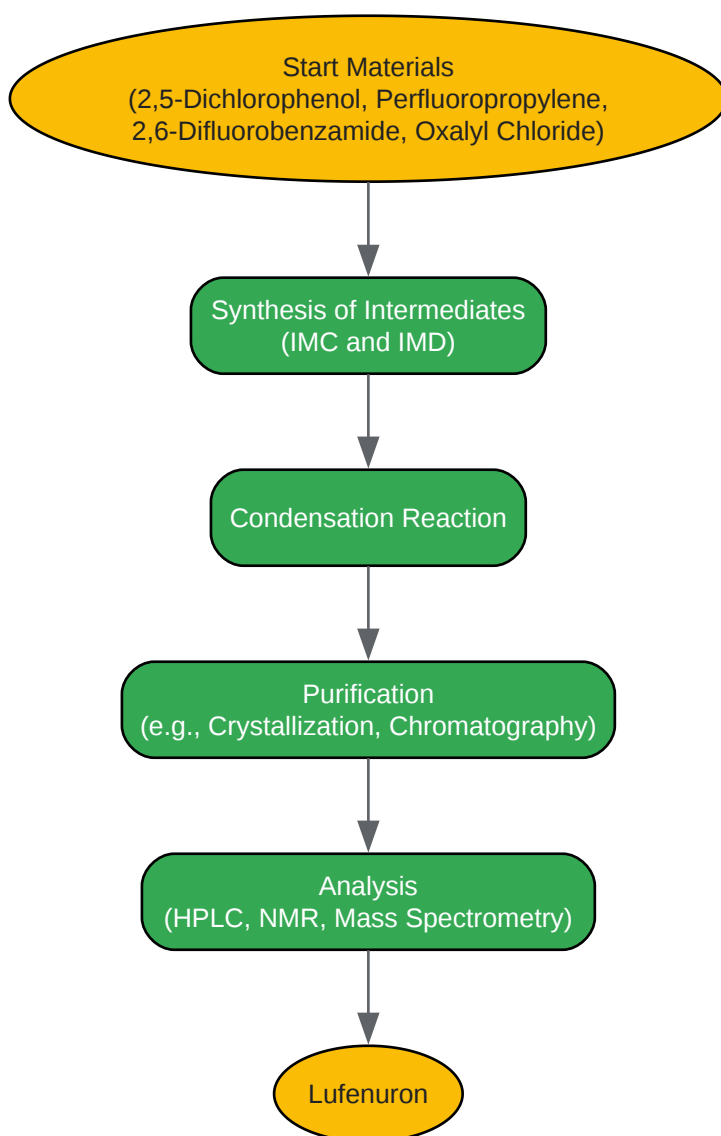 Start Materials
(2,5-Dichlorophenol, Perfluoropropylene,
2,6-Difluorobenzamide, Oxalyl Chloride)
Synthesis of Intermediates
(IMC and IMD)
Condensation Reaction
Purification
(e.g., Crystallization, Chromatography)
Analysis
(HPLC, NMR, Mass Spectrometry)
Lufenuron